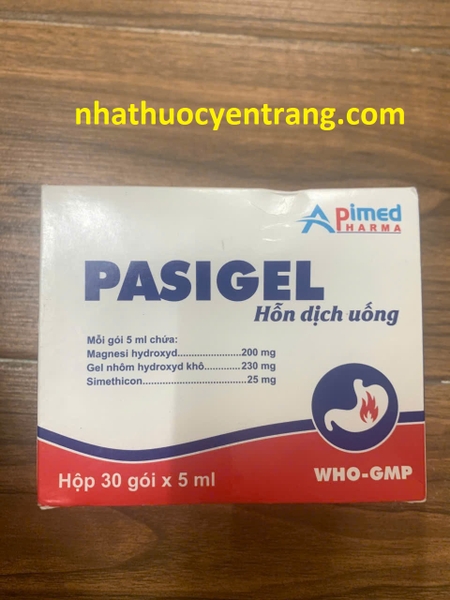 nhathuocyentrang.com
Apimed
PHARMA
PASIGEL
Hỗn dịch uống
Mỗi gói 5 ml chứa:
Magnesi hydroxyd......................200 mg
Gel nhôm hydroxyd khô............230 mg
Simethicon...................................25 mg
Hộp 30 gói x 5 ml
WHO-GMP